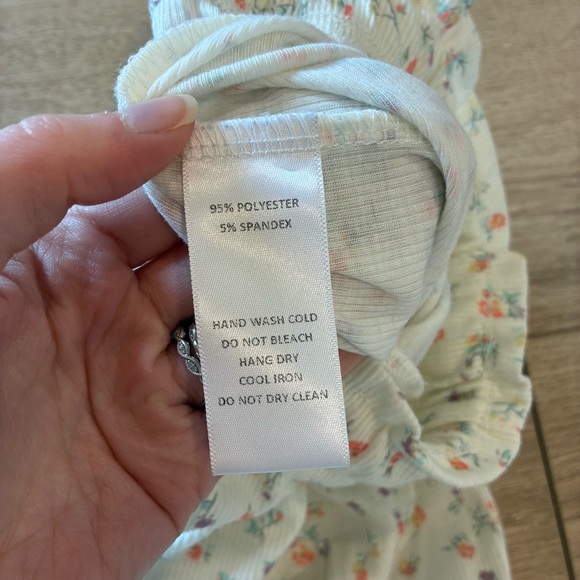 95% POLYESTER
5% SPANDEX
HAND WASH COLD
DO NOT BLEACH
HANG DRY
COOL IRON
DO NOT DRY CLEAN